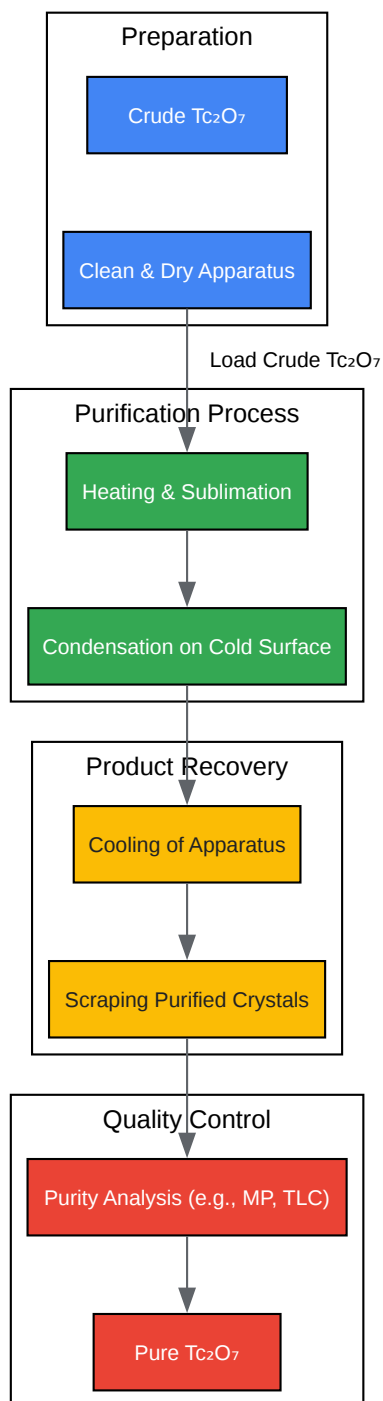 Preparation
Crude Tc₂O₇
Clean & Dry Apparatus
Load Crude Tc₂O₇
Purification Process
Heating & Sublimation
Condensation on Cold Surface
Product Recovery
Cooling of Apparatus
Scraping Purified Crystals
Quality Control
Purity Analysis (e.g., MP, TLC)
Pure Tc₂O₇